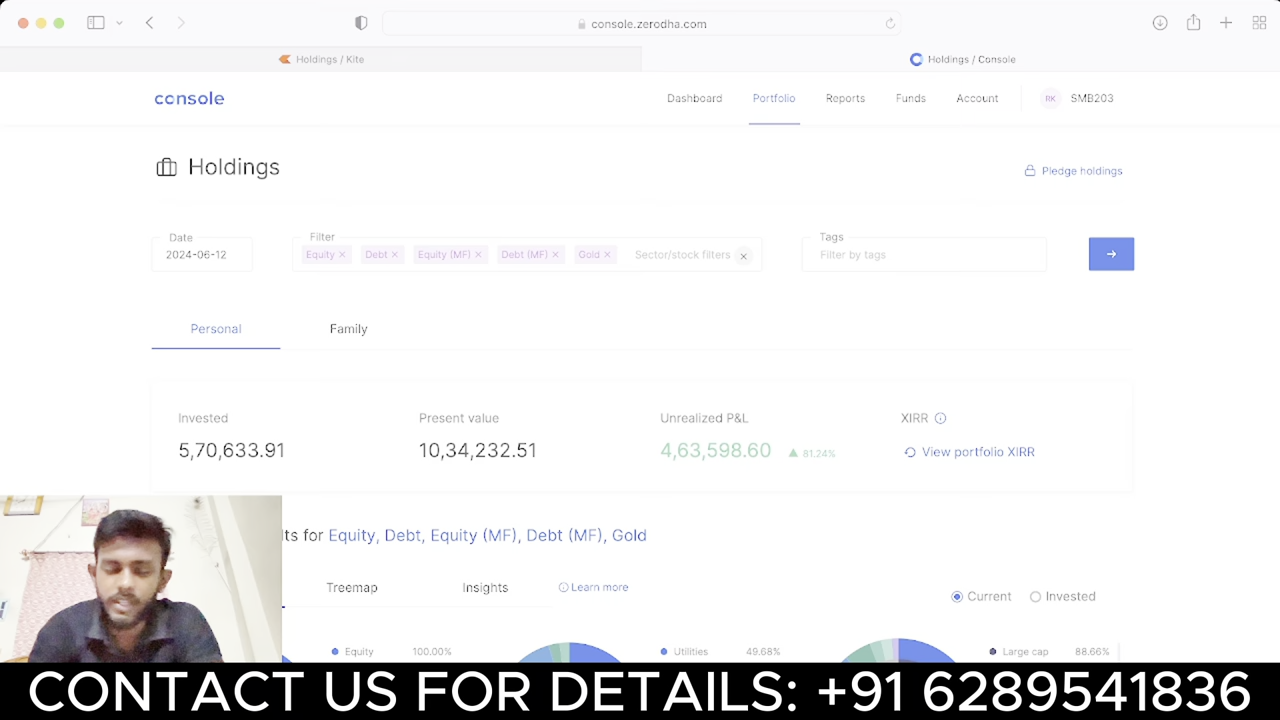 console.zerodha.com
Holdings / Kite
Holdings / Console
console
Dashboard Portfolio Reports Funds Account RK SMB203
Holdings
Pledge holdings
Date
2024-06-12
Filter
Equity × Debt × Equity (MF) × Debt (MF) × Gold × Sector/stock filters ×
Tags
Filter by tags
Personal Family
Invested Present value Unrealized P&L XIRR
5,70,633.91 10,34,232.51 4,63,598.60 ▲ 81.24% View portfolio XIRR
lts for Equity, Debt, Equity (MF), Debt (MF), Gold
Treemap Insights Learn more
Current Invested
Equity 100.00% Utilities 49.68% Large cap 88.66%
CONTACT US FOR DETAILS: +91 6289541836